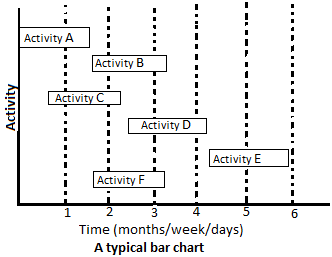 Activity
Activity A
Activity B
Activity C
Activity D
Activity E
Activity F
1 2 3 4 5 6
Time (months/week/days)
A typical bar chart